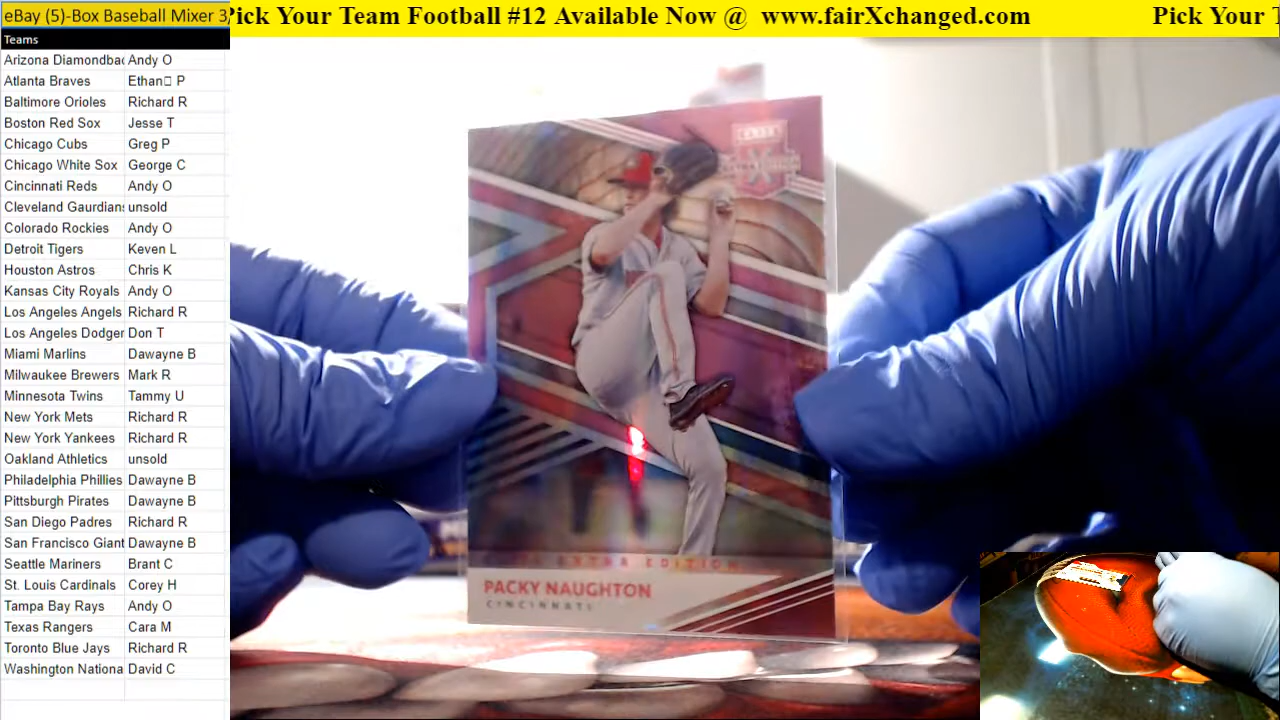 eBay (5)-Box Baseball Mixer 3/
Pick Your Team Football #12 Available Now @ www.fairXchanged.com
Pick Your T
Teams
Arizona Diamondba Andy O
Atlanta Braves Ethan□ P
Baltimore Orioles Richard R
Boston Red Sox Jesse T
Chicago Cubs Greg P
Chicago White Sox George C
Cincinnati Reds Andy O
Cleveland Gaurdians unsold
Colorado Rockies Andy O
Detroit Tigers Keven L
Houston Astros Chris K
Kansas City Royals Andy O
Los Angeles Angels Richard R
Los Angeles Dodger Don T
Miami Marlins Dawayne B
Milwaukee Brewers Mark R
Minnesota Twins Tammy U
New York Mets Richard R
New York Yankees Richard R
Oakland Athletics unsold
Philadelphia Phillies Dawayne B
Pittsburgh Pirates Dawayne B
San Diego Padres Richard R
San Francisco Giant Dawayne B
Seattle Mariners Brant C
St. Louis Cardinals Corey H
Tampa Bay Rays Andy O
Texas Rangers Cara M
Toronto Blue Jays Richard R
Washington Nationa David C
ELITE
EXTRA EDITION
PACKY NAUGHTON
CINCINNATI